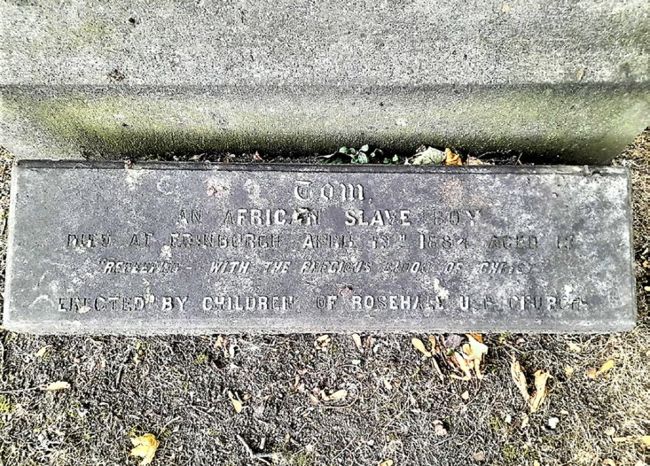 Tom,
AN AFRICAN SLAVE BOY
DIED AT EDINBURGH APRIL 13TH 1884 AGED
"REDEEMED - WITH THE PRECIOUS BLOOD OF CHRIST"
ERECTED BY CHILDREN OF ROSEHALL U.P. CHURCH